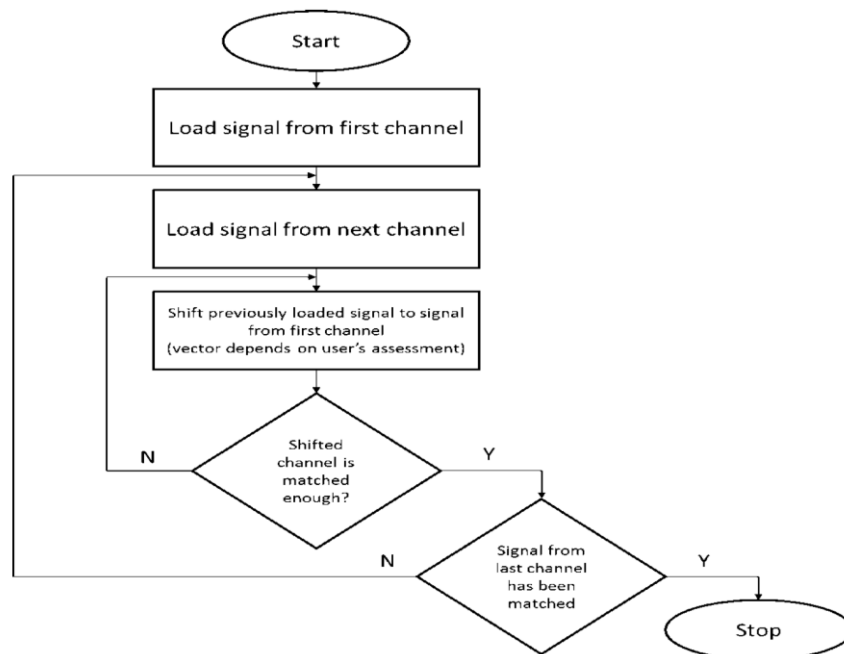 Start
Load signal from first channel
Load signal from next channel
Shift previously loaded signal to signal
from first channel
(vector depends on user's assessment)
Shifted
channel is
matched
enough?
N
Y
Signal from
last channel
has been
matched
N
Y
Stop